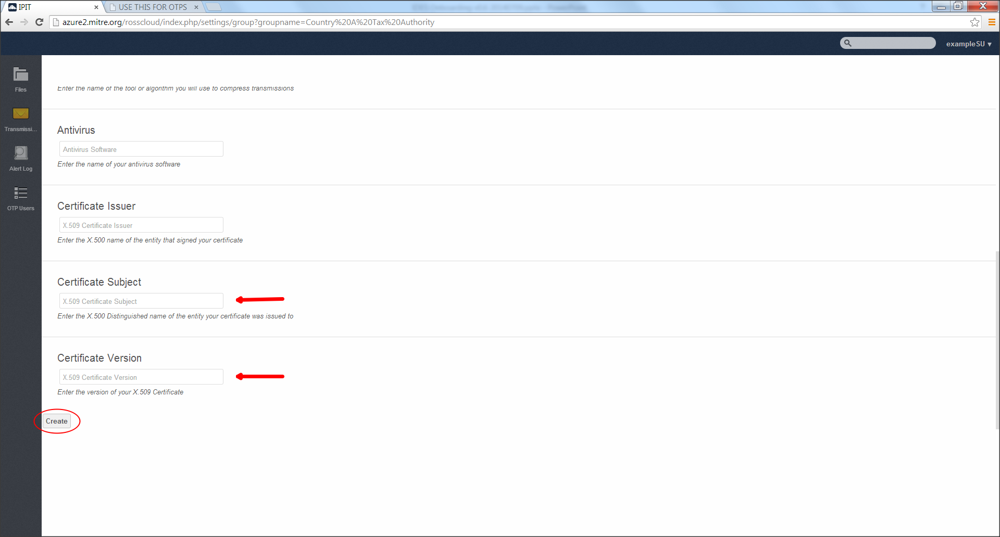 IPIT
USE THIS FOR OTPS
azure2.mitre.org/rosscloud/index.php/settings/group?groupname=Country%20A%20Tax%20Authority
exampleSU ▾
Files
Transmissi...
Alert Log
OTP Users
Enter the name of the tool or algorithm you will use to compress transmissions
Antivirus
Antivirus Software
Enter the name of your antivirus software
Certificate Issuer
X.509 Certificate Issuer
Enter the X.500 name of the entity that signed your certificate
Certificate Subject
X.509 Certificate Subject
Enter the X.500 Distinguished name of the entity your certificate was issued to
Certificate Version
X.509 Certificate Version
Enter the version of your X.509 Certificate
Create